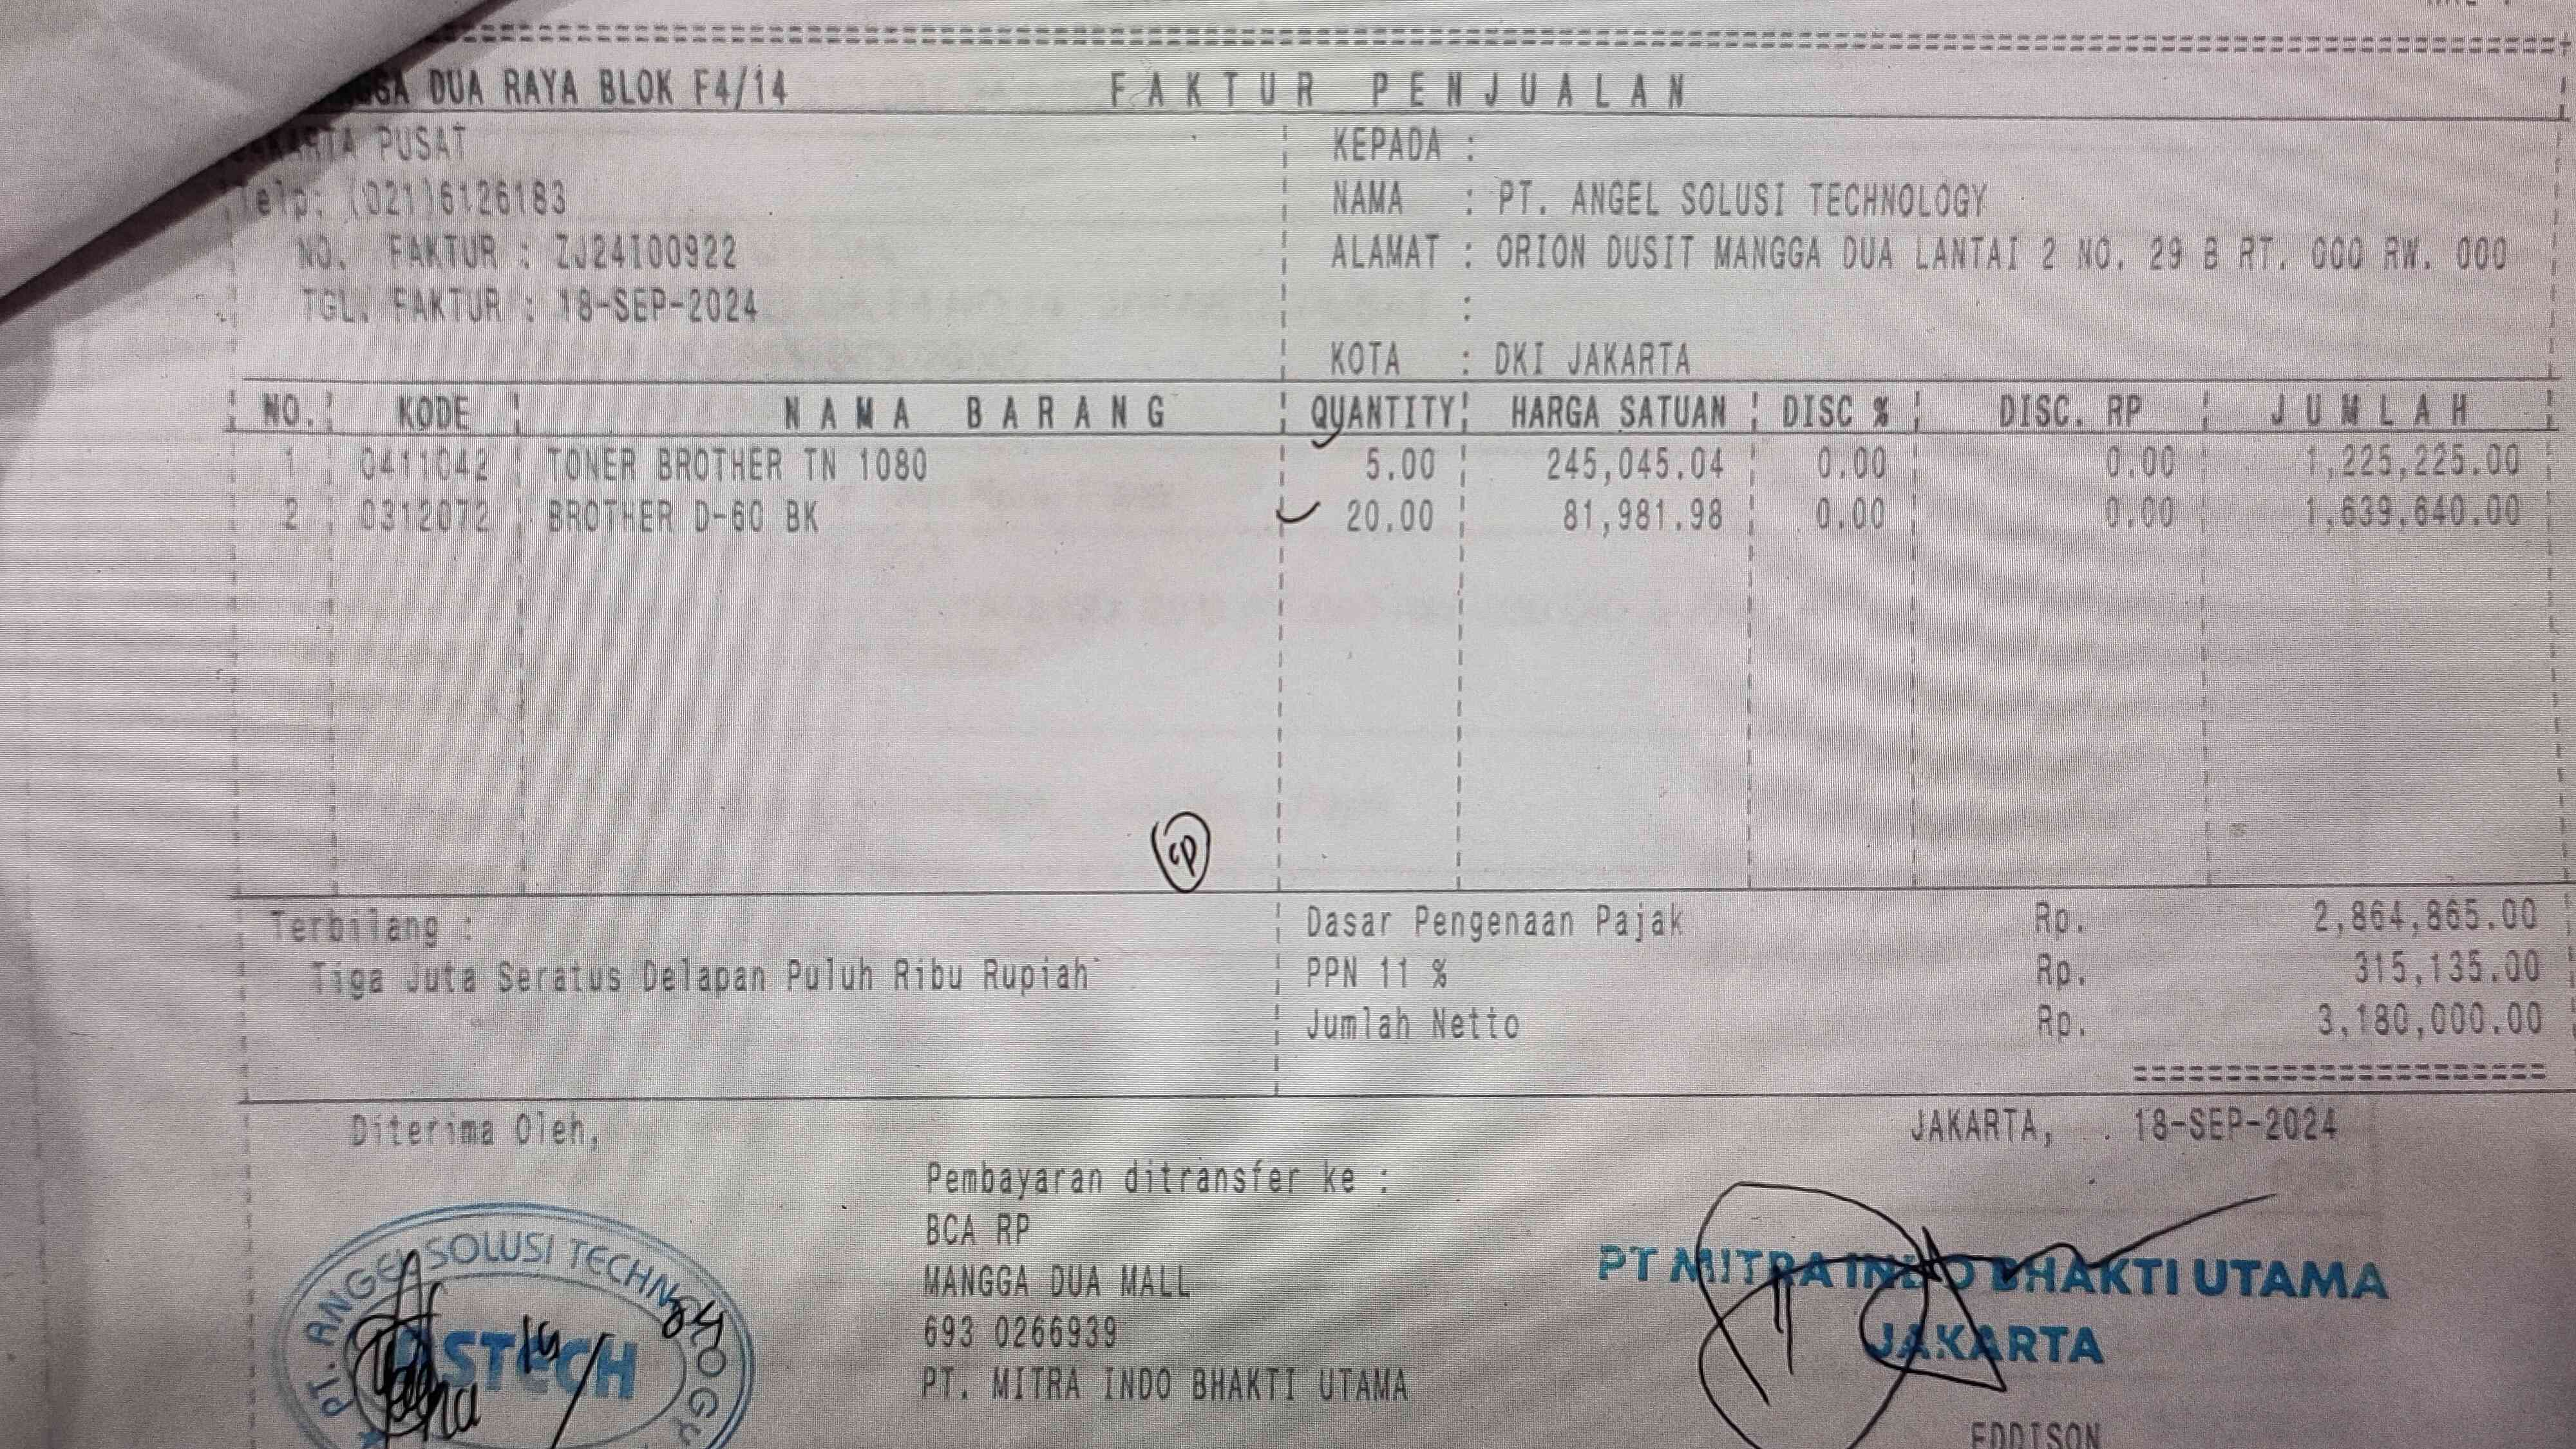 DUA RAYA BLOK F4/14
FAKTUR PENJUALAN
PUSAT
Telp: (021)6126183
NO. FAKTUR : ZJ24I00922
TGL. FAKTUR : 18-SEP-2024
KEPADA :
NAMA : PT. ANGEL SOLUSI TECHNOLOGY
ALAMAT : ORION DUSIT MANGGA DUA LANTAI 2 NO. 29 B RT. 000 RW. 000
:
KOTA : DKI JAKARTA
NO. KODE NAMA BARANG QUANTITY HARGA SATUAN DISC % DISC. RP JUMLAH
1 0411042 TONER BROTHER TN 1080 5.00 245,045.04 0.00 0.00 1,225,225.00
2 0312072 BROTHER D-60 BK 20.00 81,981.98 0.00 0.00 1,639,640.00
Terbilang :
Tiga Juta Seratus Delapan Puluh Ribu Rupiah
Dasar Pengenaan Pajak Rp. 2,864,865.00
PPN 11 % Rp. 315,135.00
Jumlah Netto Rp. 3,180,000.00
Diterima Oleh,
JAKARTA, 18-SEP-2024
Pembayaran ditransfer ke :
BCA RP
MANGGA DUA MALL
693 0266939
PT. MITRA INDO BHAKTI UTAMA
PT. ANGEL SOLUSI TECHNOLOGY
ASTECH
PT MITRA INDO BHAKTI UTAMA
JAKARTA
EDDISON